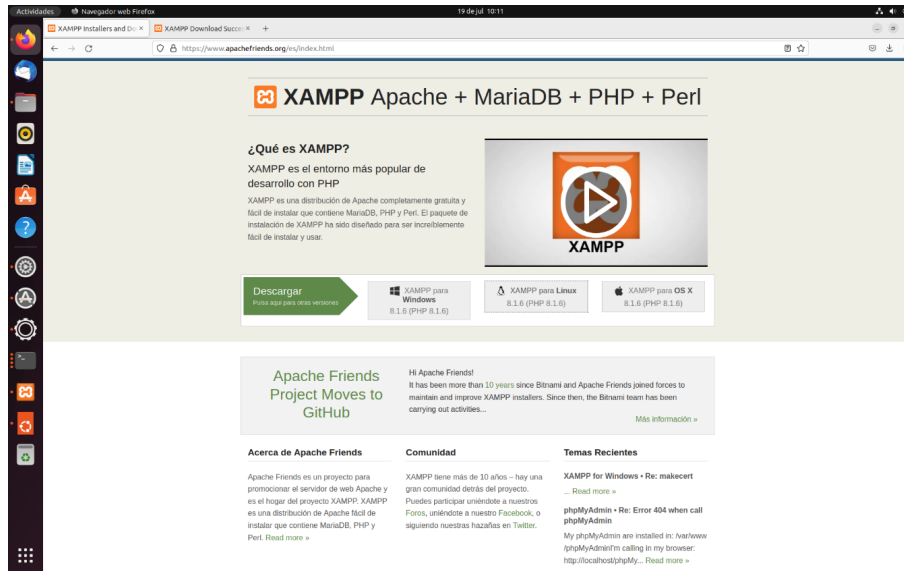 Actividades
Navegador web Firefox
19 de jul 10:11
XAMPP Installers and Do
XAMPP Download Succes
https://www.apachefriends.org/es/index.html
XAMPP Apache + MariaDB + PHP + Perl
¿Qué es XAMPP?
XAMPP es el entorno más popular de
desarrollo con PHP
XAMPP es una distribución de Apache completamente gratuita y
fácil de instalar que contiene MariaDB, PHP y Perl. El paquete de
instalación de XAMPP ha sido diseñado para ser increíblemente
fácil de instalar y usar.
XAMPP
Descargar
Pulsa aquí para otras versiones
XAMPP para
Windows
8.1.6 (PHP 8.1.6)
XAMPP para Linux
8.1.6 (PHP 8.1.6)
XAMPP para OS X
8.1.6 (PHP 8.1.6)
Apache Friends
Project Moves to
GitHub
Hi Apache Friends!
It has been more than 10 years since Bitnami and Apache Friends joined forces to
maintain and improve XAMPP installers. Since then, the Bitnami team has been
carrying out activities...
Más información »
Acerca de Apache Friends
Apache Friends es un proyecto para
promocionar el servidor de web Apache y
es el hogar del proyecto XAMPP. XAMPP
es una distribución de Apache fácil de
instalar que contiene MariaDB, PHP y
Perl. Read more »
Comunidad
XAMPP tiene más de 10 años – hay una
gran comunidad detrás del proyecto.
Puedes participar uniéndote a nuestros
Foros, uniéndote a nuestro Facebook, o
siguiendo nuestras hazañas en Twitter.
Temas Recientes
XAMPP for Windows • Re: makecert
... Read more »
phpMyAdmin • Re: Error 404 when call
phpMyAdmin
My phpMyAdmin are installed in: /var/www
/phpMyAdminI'm calling in my browser:
http://localhost/phpMy... Read more »